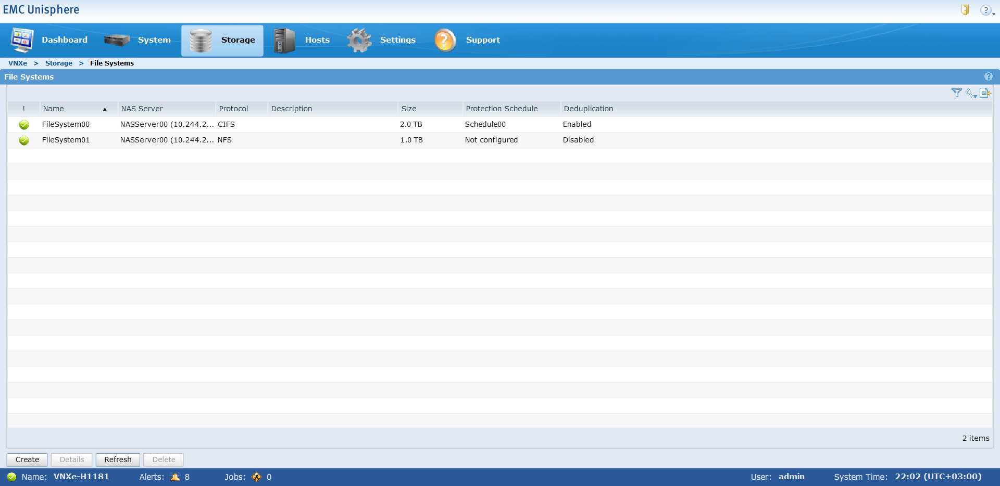 EMC Unisphere
Dashboard System Storage Hosts Settings Support
VNXe > Storage > File Systems
File Systems
! Name ▲ NAS Server Protocol Description Size Protection Schedule Deduplication
FileSystem00 NASServer00 (10.244.2... CIFS 2.0 TB Schedule00 Enabled
FileSystem01 NASServer00 (10.244.2... NFS 1.0 TB Not configured Disabled
2 items
Create Details Refresh Delete
Name: VNXe-H1181 Alerts: 8 Jobs: 0 User: admin System Time: 22:02 (UTC+03:00)